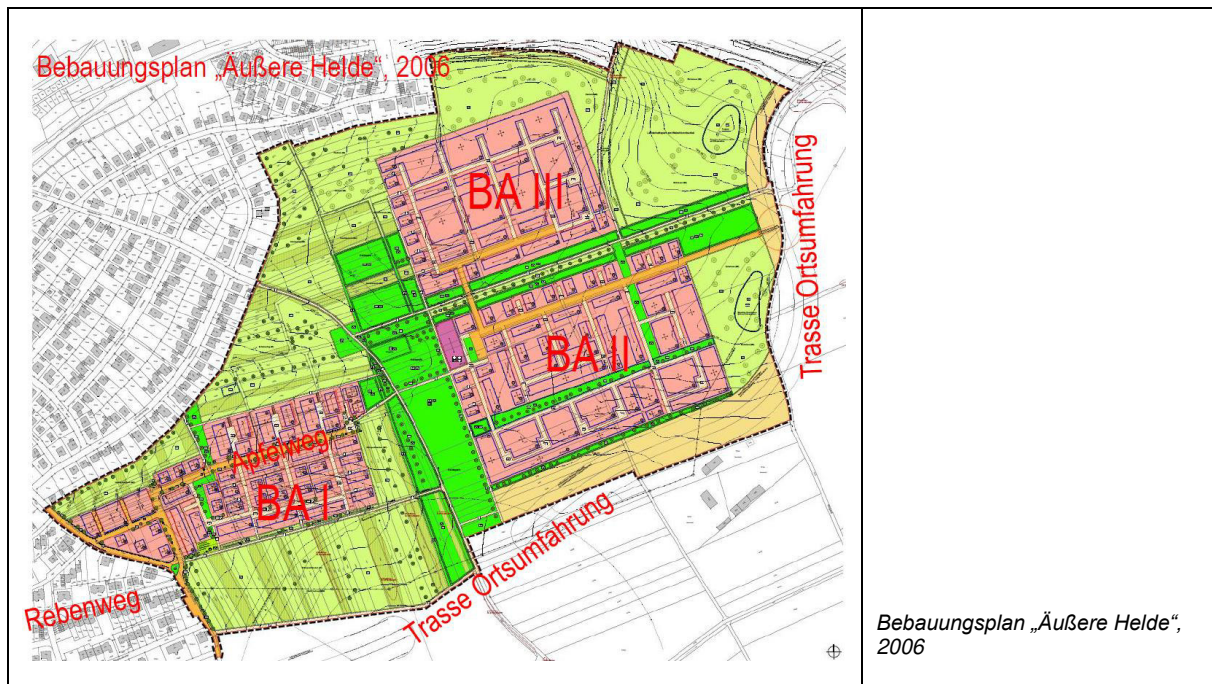 Bebauungsplan „Äußere Helde“, 2006
BA III
Trasse Ortsumfahrung
BA II
Apfelweg
BA I
Rebenweg
Trasse Ortsumfahrung
Bebauungsplan „Äußere Helde“,
2006